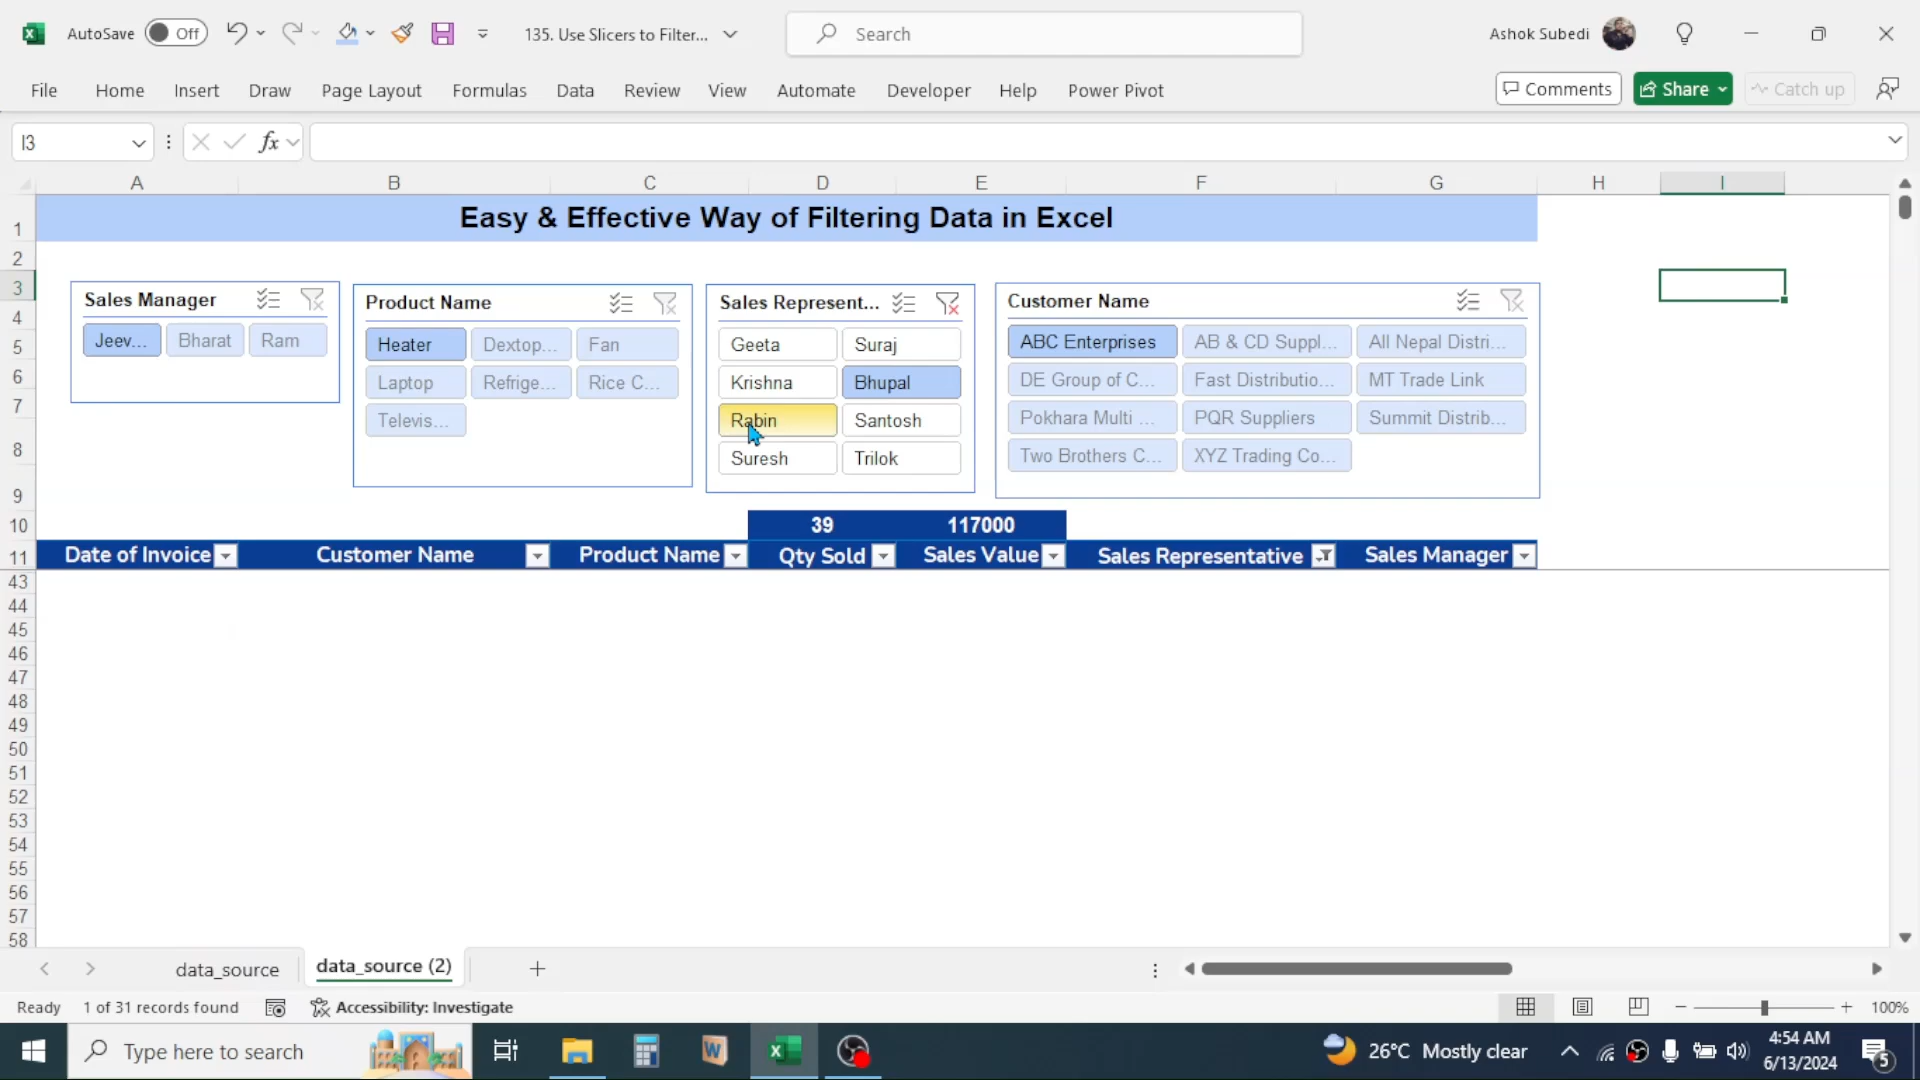 AutoSave Off 135. Use Slicers to Filter... Search Ashok Subedi
File Home Insert Draw Page Layout Formulas Data Review View Automate Developer Help Power Pivot Comments Share Catch up
I3 fx
A B C D E F G H I
1 Easy & Effective Way of Filtering Data in Excel
2
3
4
5
6
7
8
9
Sales Manager
Jeev... Bharat Ram
Product Name
Heater Dextop... Fan
Laptop Refrige... Rice C...
Televis...
Sales Represent...
Geeta Suraj
Krishna Bhupal
Rabin Santosh
Suresh Trilok
Customer Name
ABC Enterprises AB & CD Suppl... All Nepal Distri...
DE Group of C... Fast Distributio... MT Trade Link
Pokhara Multi ... PQR Suppliers Summit Distrib...
Two Brothers C... XYZ Trading Co...
10 39 117000
11 Date of Invoice Customer Name Product Name Qty Sold Sales Value Sales Representative Sales Manager
43
44
45
46
47
48
49
50
51
52
53
54
55
56
57
58
data_source data_source (2)
Ready 1 of 31 records found Accessibility: Investigate 100%
Type here to search W 26°C Mostly clear 4:54 AM
6/13/2024 5